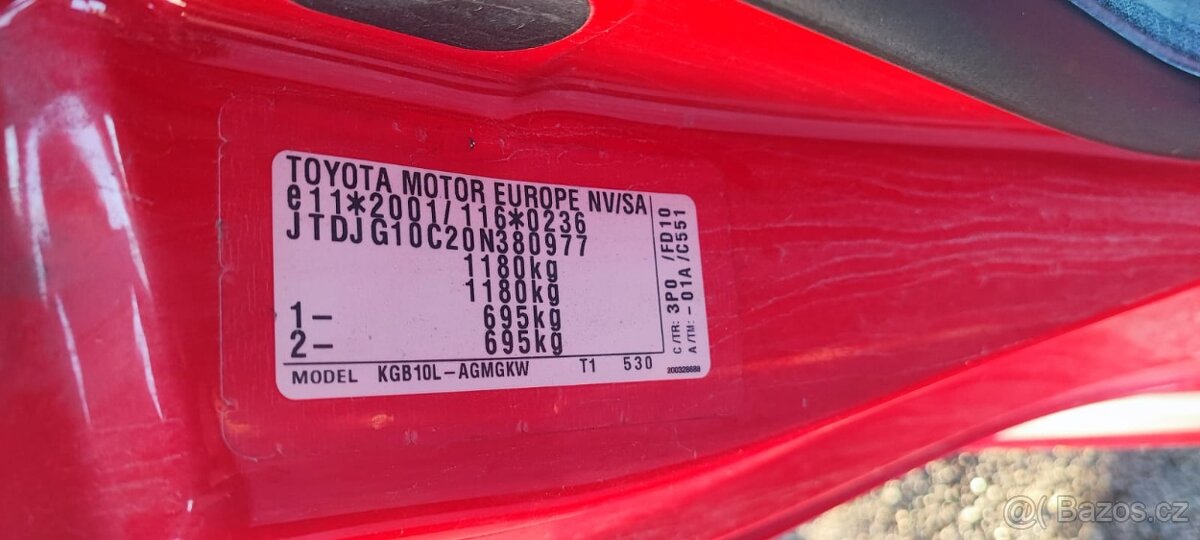 TOYOTA MOTOR EUROPE NV/SA
e11*2001/116*0236
JTDJG10C20N380977
1180kg
1180kg
1- 695kg
2- 695kg
MODEL KGB10L-AGMGKW T1 530
C/TR: 3P0 /FD10
A/TM: -01A /C551
Bazos.cz